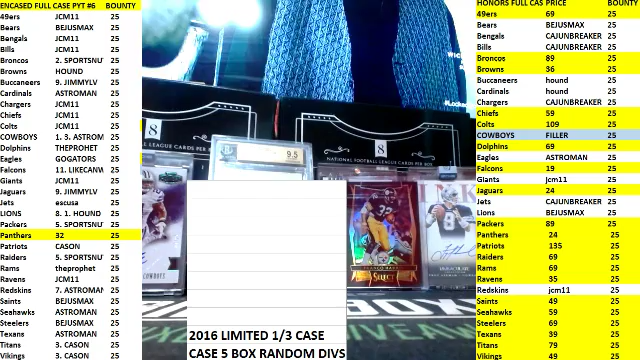 ENCASED FULL CASE PYT #6 BOUNTY
49ers JCM11 25
Bears BEJUSMAX 25
Bengals JCM11 25
Bills JCM11 25
Broncos 2. SPORTSNU 25
Browns HOUND 25
Buccaneers 9. JIMMYLV 25
Cardinals ASTROMAN 25
Chargers JCM11 25
Chiefs JCM11 25
Colts JCM11 25
COWBOYS 1. 3. ASTROM 25
Dolphins THEPROHET 25
Eagles GOGATORS 25
Falcons 11. LIKECANW 25
Giants JCM11 25
Jaguars 9. JIMMYLV 25
Jets escusa 25
LIONS 8. 1. HOUND 25
Packers 5. SPORTSNU 25
Panthers 32 25
Patriots CASON 25
Raiders 5. SPORTSNU 25
Rams theprophet 25
Ravens JCM11 25
Redskins 7. ASTROMAN 25
Saints BEJUSMAX 25
Seahawks ASTROMAN 25
Steelers BEJUSMAX 25
Texans ASTROMAN 25
Titans 3. CASON 25
Vikings 3. CASON 25
8
LEAGUE CARDS PER
9.5
8
NATIONAL FOOTBALL LEAGUE CARDS PER
COWBOYS
SELECT
2016 LIMITED 1/3 CASE
CASE 5 BOX RANDOM DIVS
HONORS FULL CAS PRICE BOUNTY
49ers 69 25
Bears BEJUSMAX 25
Bengals CAJUNBREAKER 25
Bills CAJUNBREAKER 25
Broncos 89 25
Browns 36 25
Buccaneers hound 25
Cardinals hound 25
Chargers CAJUNBREAKER 25
Chiefs 59 25
Colts 109 25
COWBOYS FILLER 25
Dolphins 69 25
Eagles ASTROMAN 25
Falcons 19 25
Giants jcm11 25
Jaguars 24 25
Jets CAJUNBREAKER 25
Lions BEJUSMAX 25
Packers 89 25
Panthers 24 25
Patriots 135 25
Raiders 69 25
Rams 69 25
Ravens 35 25
Redskins jcm11 25
Saints 49 25
Seahawks 59 25
Steelers 69 25
Texans 39 25
Titans 79 25
Vikings 49 25